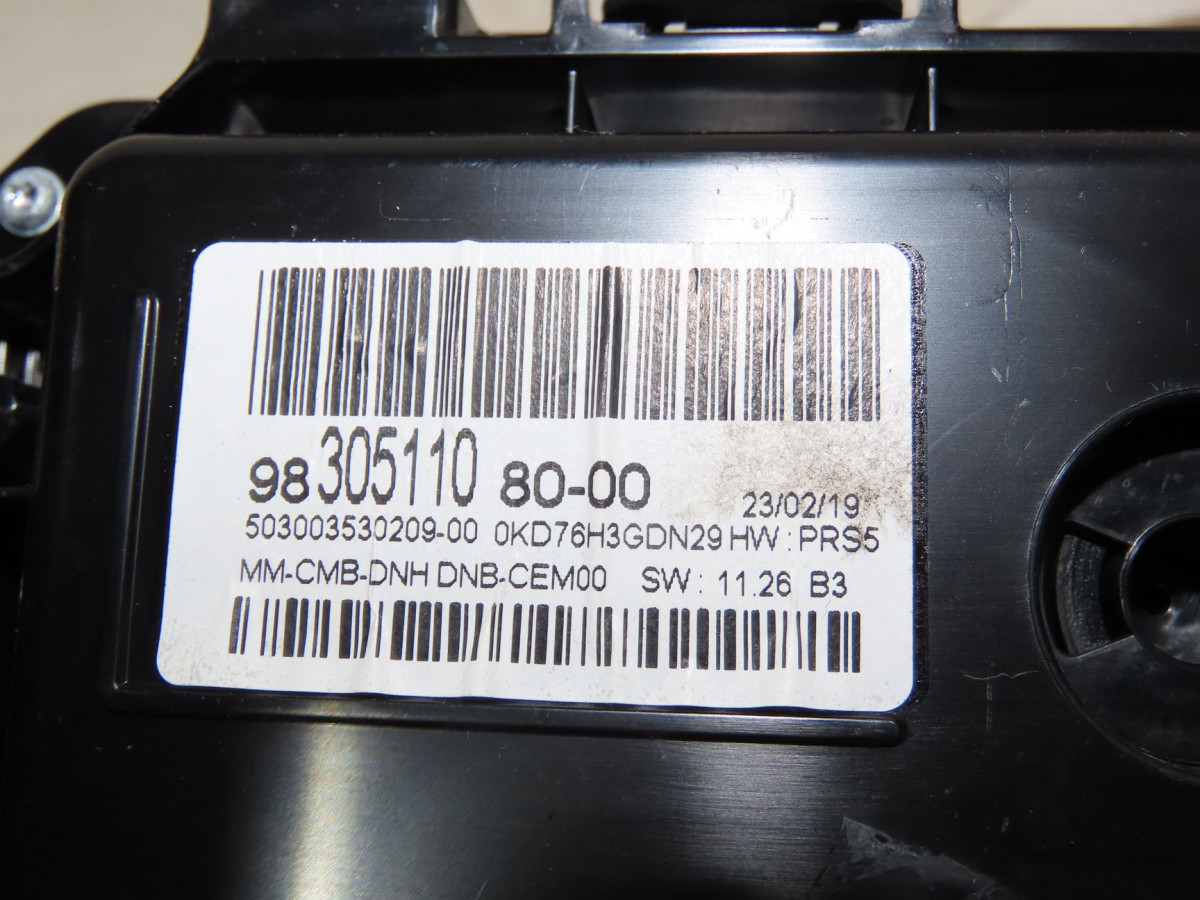 98 305110 80-00 23/02/19
503003530209-00 0KD76H3GDN29 HW : PRS5
MM-CMB-DNH DNB-CEM00 SW : 11.26 B3